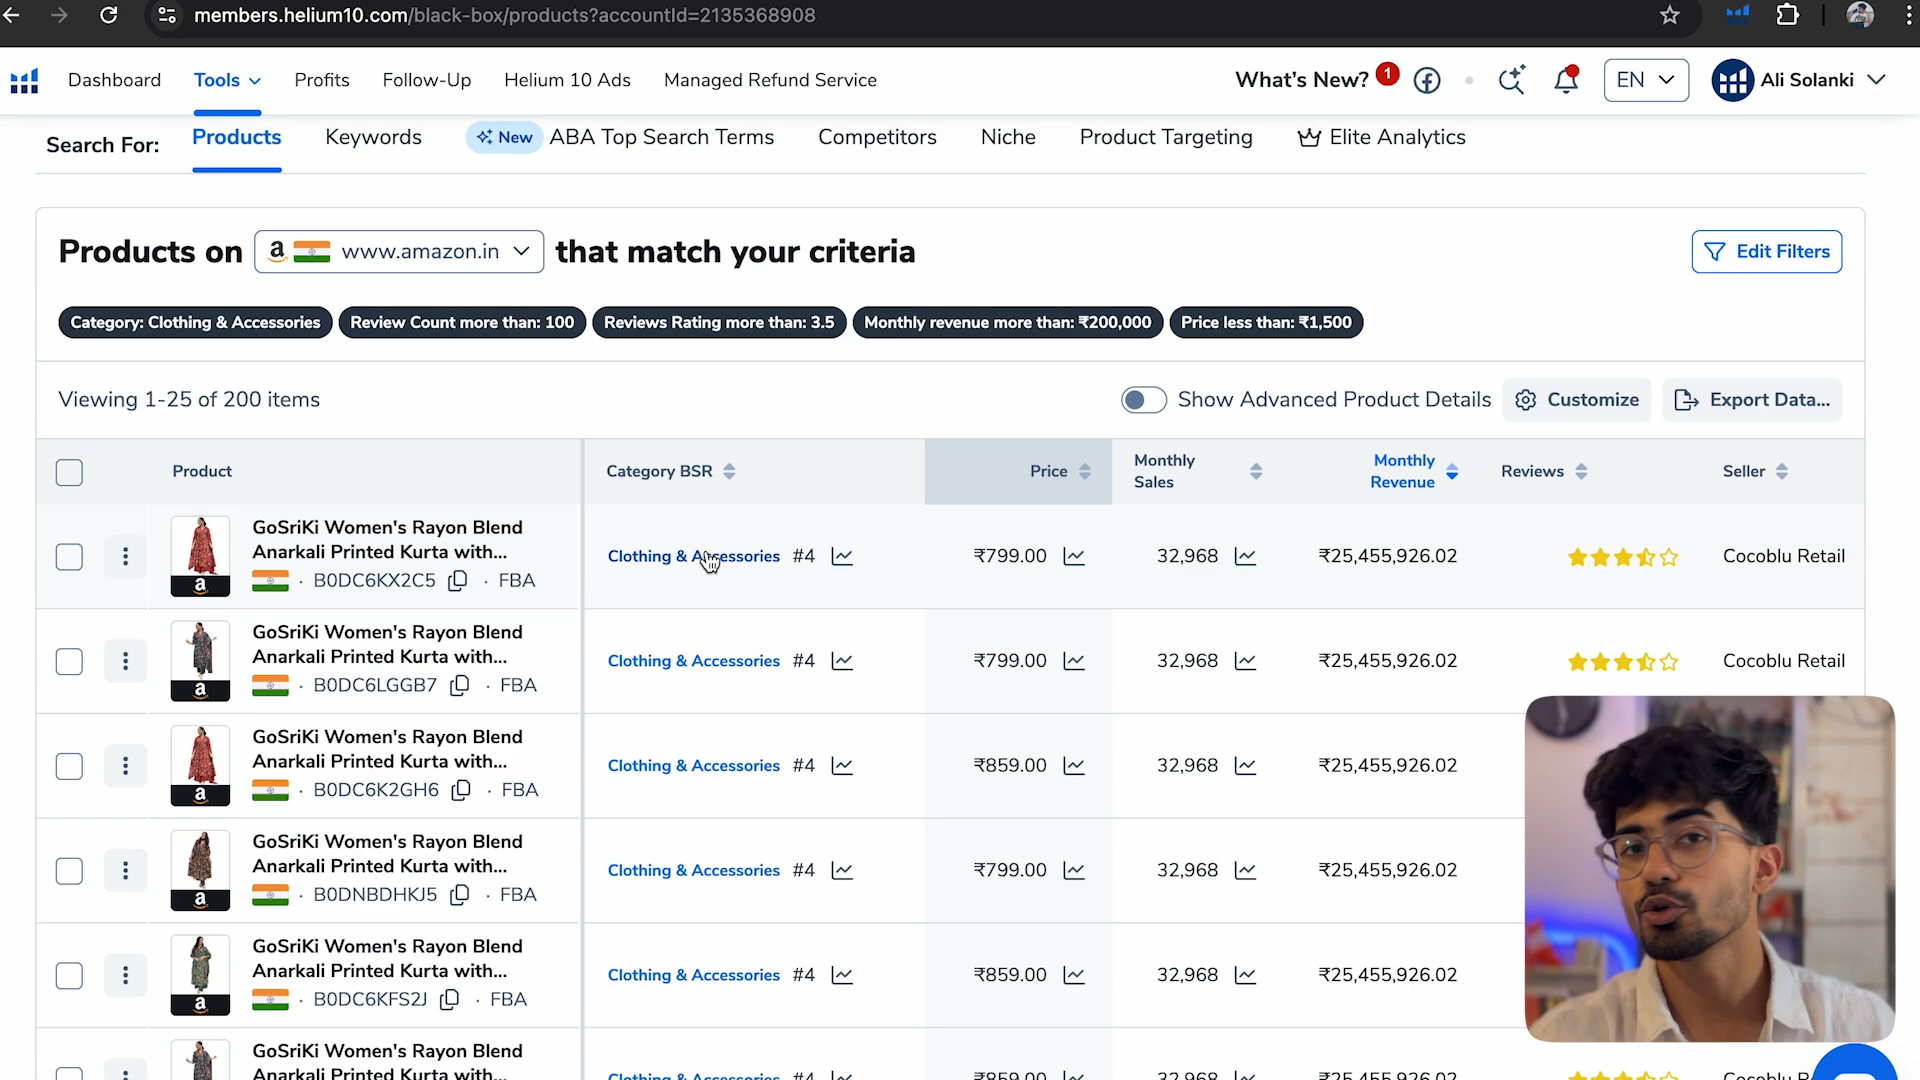 members.helium10.com/black-box/products?accountId=2135368908
Dashboard Tools Profits Follow-Up Helium 10 Ads Managed Refund Service What's New? 1 EN Ali Solanki
Search For: Products Keywords New ABA Top Search Terms Competitors Niche Product Targeting Elite Analytics
Products on a www.amazon.in that match your criteria Edit Filters
Category: Clothing & Accessories Review Count more than: 100 Reviews Rating more than: 3.5 Monthly revenue more than: ₹200,000 Price less than: ₹1,500
Viewing 1-25 of 200 items Show Advanced Product Details Customize Export Data...
Product Category BSR Price Monthly Sales Monthly Revenue Reviews Seller
GoSriKi Women's Rayon Blend
Anarkali Printed Kurta with...
a · B0DC6KX2C5 · FBA
Clothing & Accessories #4 ₹799.00 32,968 ₹25,455,926.02 Cocoblu Retail
GoSriKi Women's Rayon Blend
Anarkali Printed Kurta with...
a · B0DC6LGGB7 · FBA
Clothing & Accessories #4 ₹799.00 32,968 ₹25,455,926.02 Cocoblu Retail
GoSriKi Women's Rayon Blend
Anarkali Printed Kurta with...
a · B0DC6K2GH6 · FBA
Clothing & Accessories #4 ₹859.00 32,968 ₹25,455,926.02
GoSriKi Women's Rayon Blend
Anarkali Printed Kurta with...
a · B0DNBDHKJ5 · FBA
Clothing & Accessories #4 ₹799.00 32,968 ₹25,455,926.02
GoSriKi Women's Rayon Blend
Anarkali Printed Kurta with...
a · B0DC6KFS2J · FBA
Clothing & Accessories #4 ₹859.00 32,968 ₹25,455,926.02
GoSriKi Women's Rayon Blend
Anarkali Printed Kurta with...
Clothing & Accessories #4 ₹859.00 32,968 ₹25,455,926.02